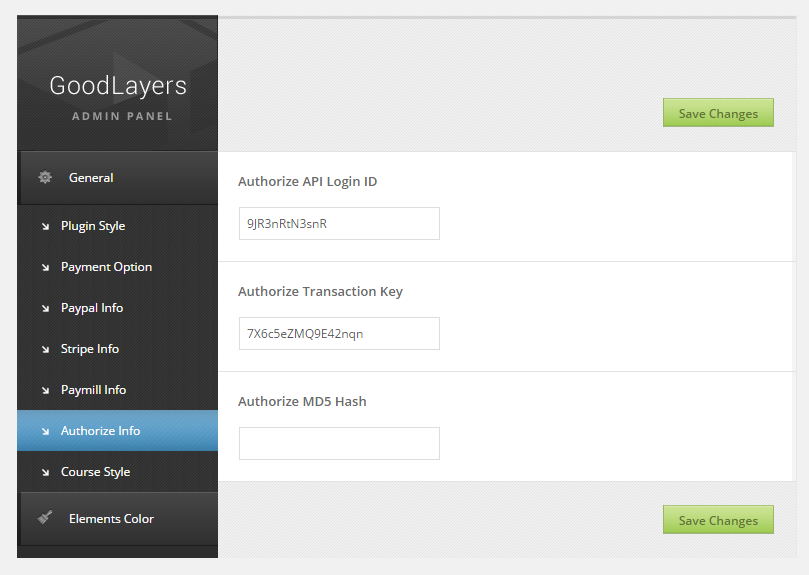 GoodLayers
ADMIN PANEL
Save Changes
General
Plugin Style
Payment Option
Paypal Info
Stripe Info
Paymill Info
Authorize Info
Course Style
Elements Color
Authorize API Login ID
9JR3nRtN3snR
Authorize Transaction Key
7X6c5eZMQ9E42nqn
Authorize MD5 Hash
Save Changes